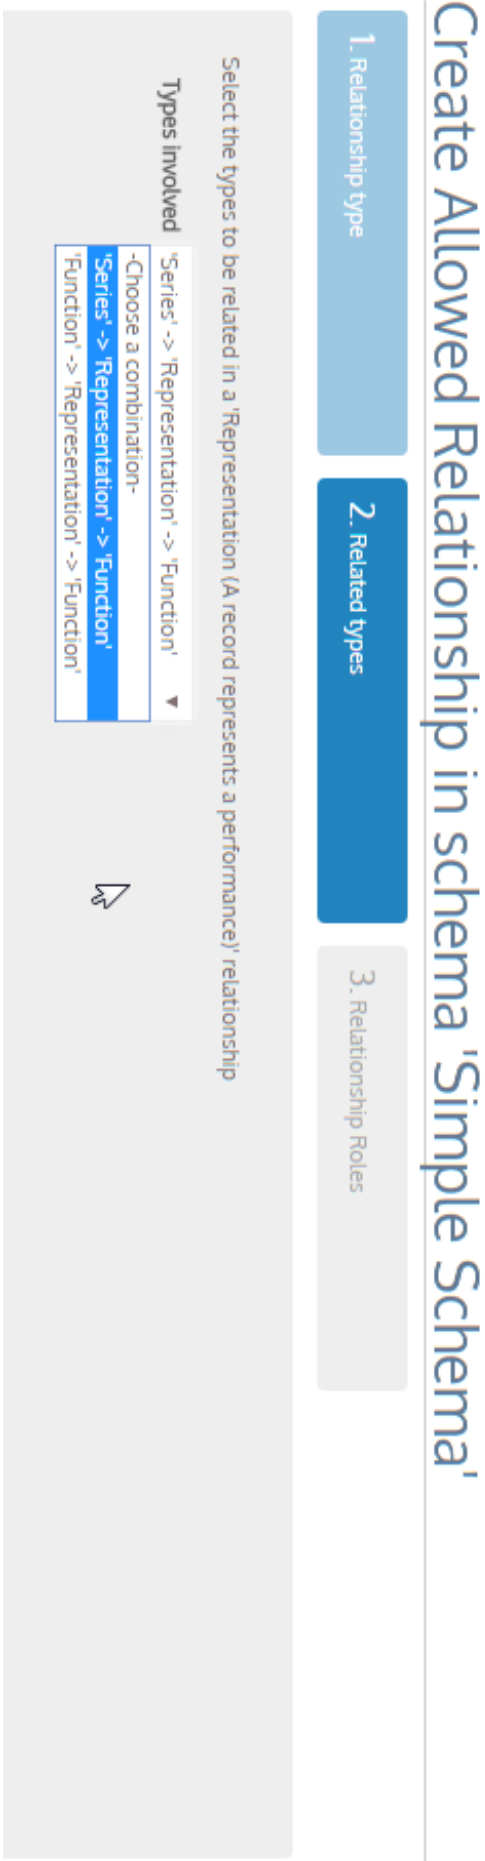 Create Allowed Relationship in schema 'Simple Schema'
1. Relationship type
2. Related types
3. Relationship Roles
Select the types to be related in a 'Representation (A record represents a performance)' relationship
Types involved 'Series' -> 'Representation' -> 'Function'
-Choose a combination-
'Series' -> 'Representation' -> 'Function'
'Function' -> 'Representation' -> 'Function'